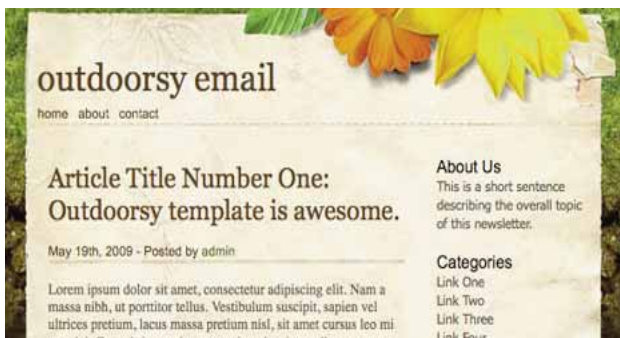 outdoorsy email
home about contact
Article Title Number One:
Outdoorsy template is awesome.
May 19th, 2009 - Posted by admin
Lorem ipsum dolor sit amet, consectetur adipiscing elit. Nam a
massa nibh, ut porttitor tellus. Vestibulum suscipit, sapien vel
ultrices pretium, lacus massa pretium nisl, sit amet cursus leo mi
About Us
This is a short sentence
describing the overall topic
of this newsletter.
Categories
Link One
Link Two
Link Three
Link Four